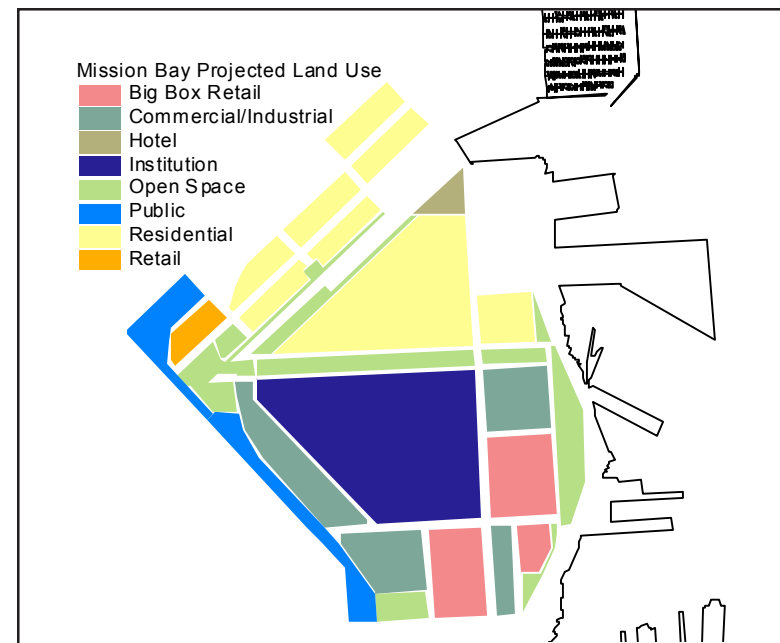 Mission Bay Projected Land Use
Big Box Retail
Commercial/Industrial
Hotel
Institution
Open Space
Public
Residential
Retail